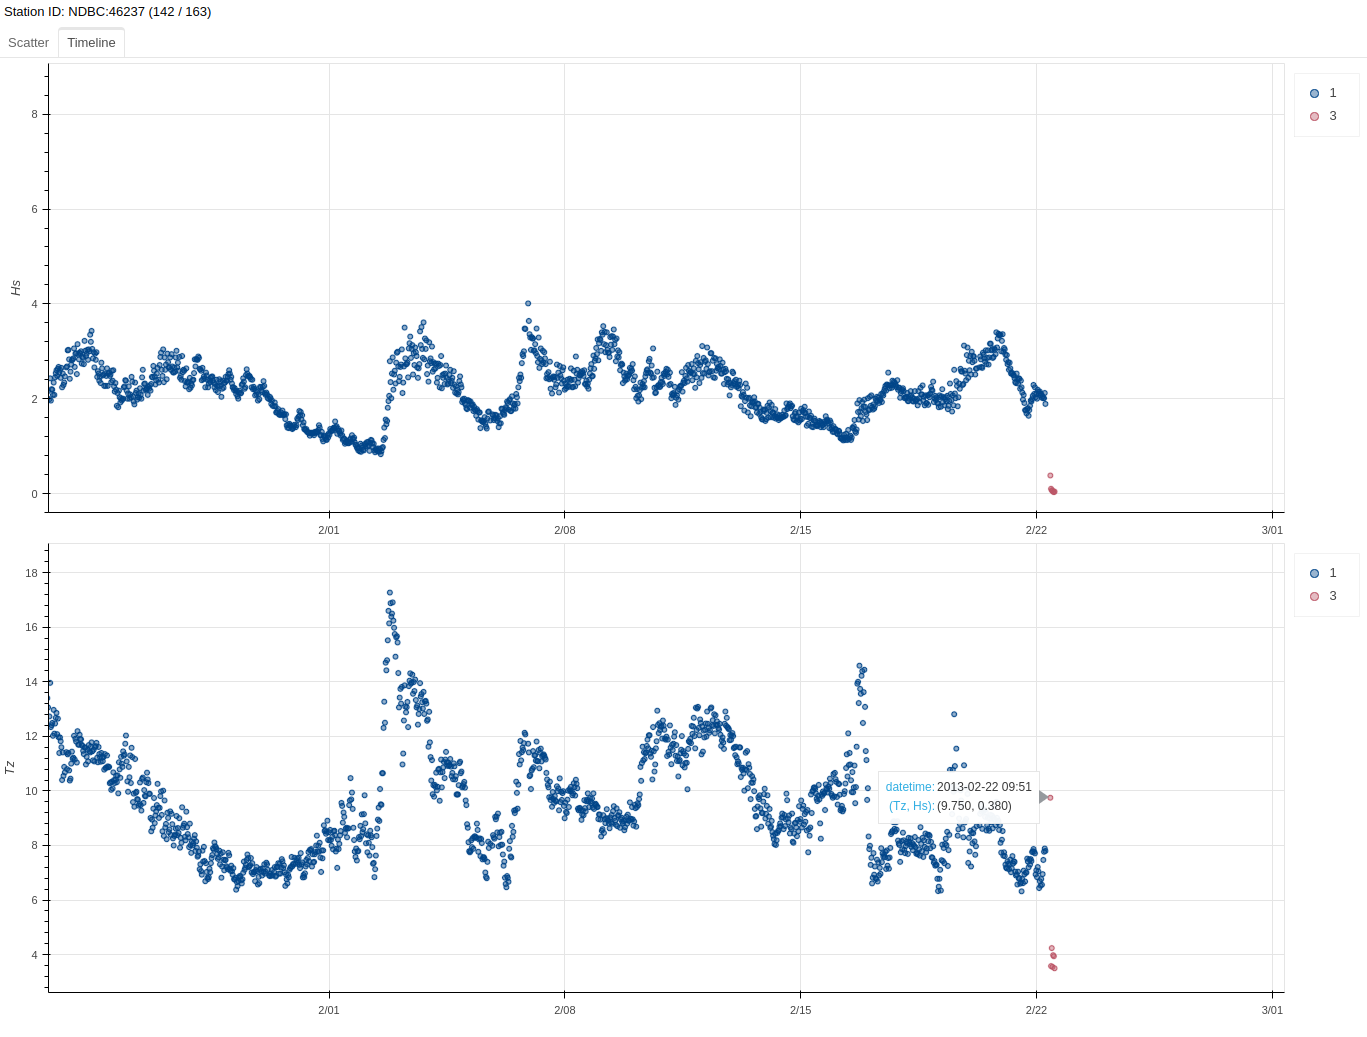 Station ID: NDBC:46237 (142 / 163)
Scatter Timeline
8
6
4
2
0
Hs
2/01 2/08 2/15 2/22 3/01
1
3
18
16
14
12
10
8
6
4
Tz
2/01 2/08 2/15 2/22 3/01
1
3
datetime: 2013-02-22 09:51
(Tz, Hs): (9.750, 0.380)